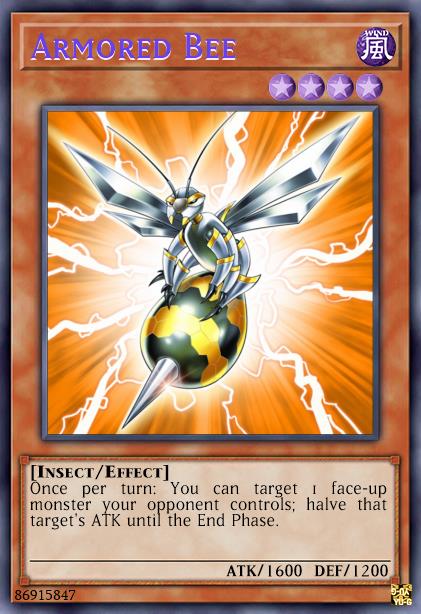 ARMORED BEE
WIND
風
[INSECT/EFFECT]
Once per turn: You can target 1 face-up
monster your opponent controls; halve that
target's ATK until the End Phase.
ATK/1600 DEF/1200
86915847